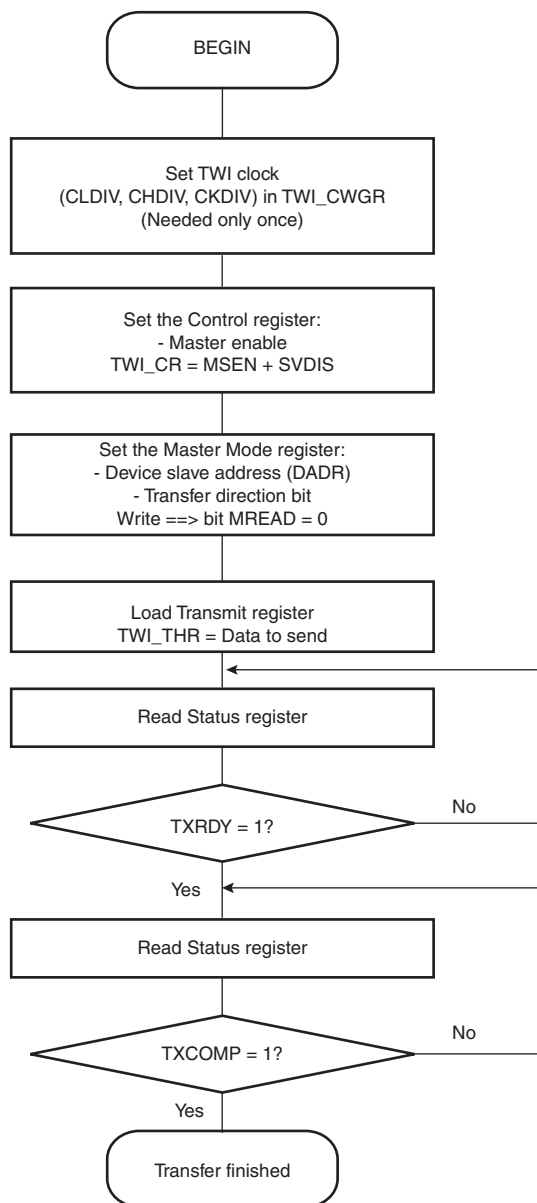 BEGIN
Set TWI clock
(CLDIV, CHDIV, CKDIV) in TWI_CWGR
(Needed only once)
Set the Control register:
- Master enable
TWI_CR = MSEN + SVDIS
Set the Master Mode register:
- Device slave address (DADR)
- Transfer direction bit
Write ==> bit MREAD = 0
Load Transmit register
TWI_THR = Data to send
Read Status register
TXRDY = 1?
No
Yes
Read Status register
TXCOMP = 1?
No
Yes
Transfer finished